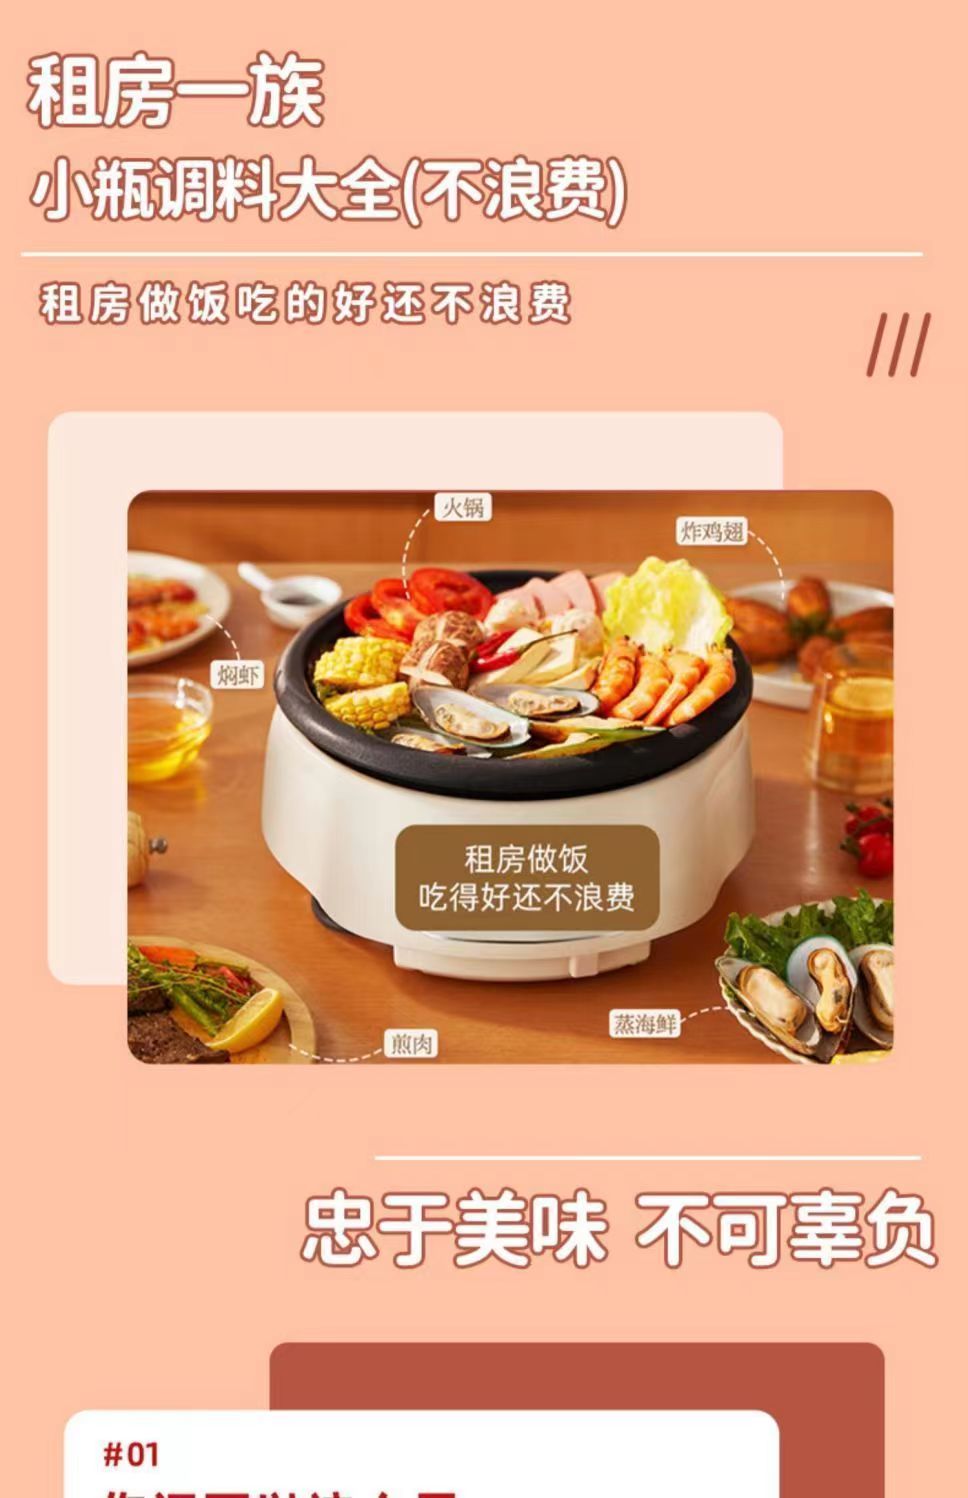 租房一族
小瓶调料大全(不浪费)
租房做饭吃的好还不浪费
火锅
炸鸡翅
焖虾
租房做饭
吃得好还不浪费
蒸海鲜
煎肉
忠于美味 不可辜负
#01